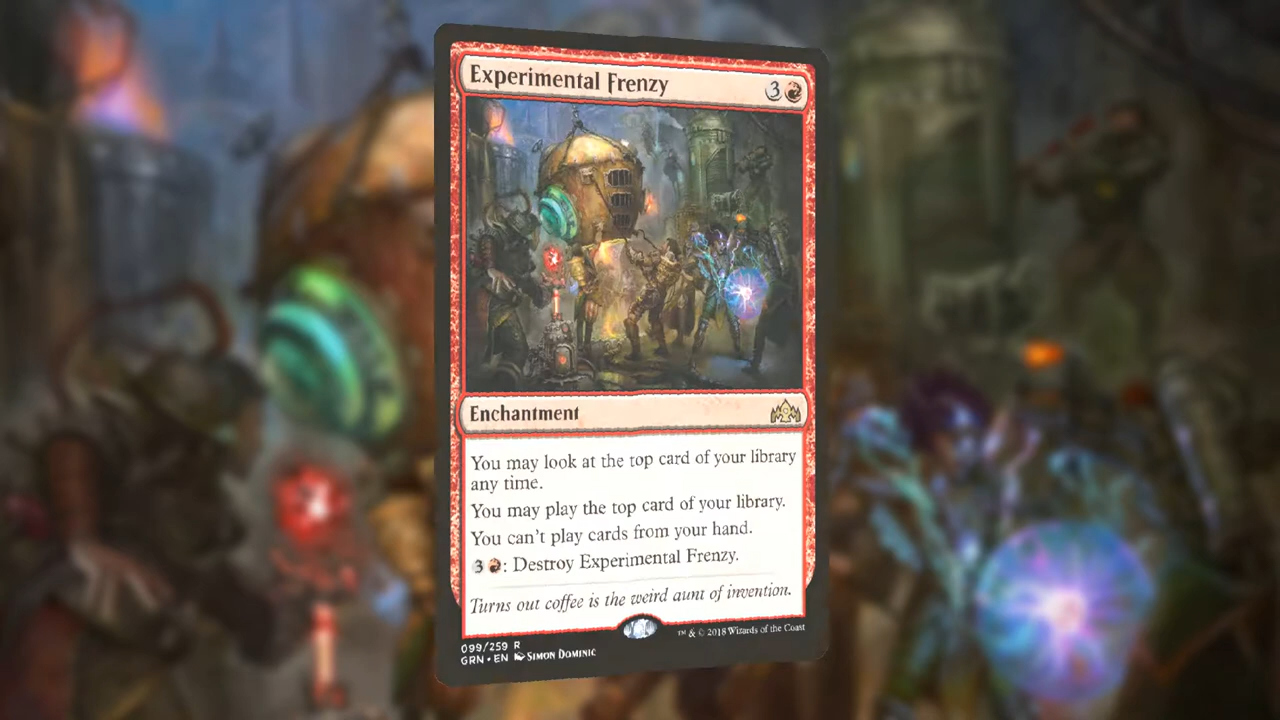 Experimental Frenzy 3
Enchantment
You may look at the top card of your library
any time.
You may play the top card of your library.
You can't play cards from your hand.
3 : Destroy Experimental Frenzy.
Turns out coffee is the weird aunt of invention.
099/259 R
GRN • EN Simon Dominic
™ & © 2018 Wizards of the Coast